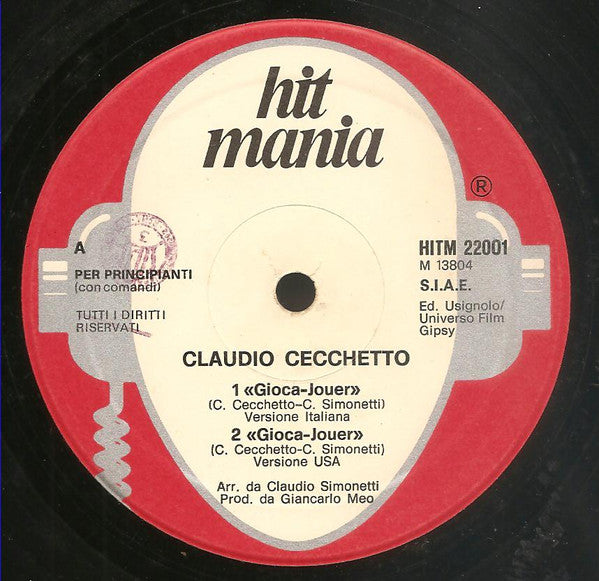 hit
mania
®
A
PER PRINCIPIANTI
(con comandi)
TUTTI I DIRITTI
RISERVATI
HITM 22001
M 13804
S.I.A.E.
Ed. Usignolo/
Universo Film
Gipsy
CLAUDIO CECCHETTO
1 «Gioca-Jouer»
(C. Cecchetto-C. Simonetti)
Versione Italiana
2 «Gioca-Jouer»
(C. Cecchetto-C. Simonetti)
Versione USA
Arr. da Claudio Simonetti
Prod. da Giancarlo Meo